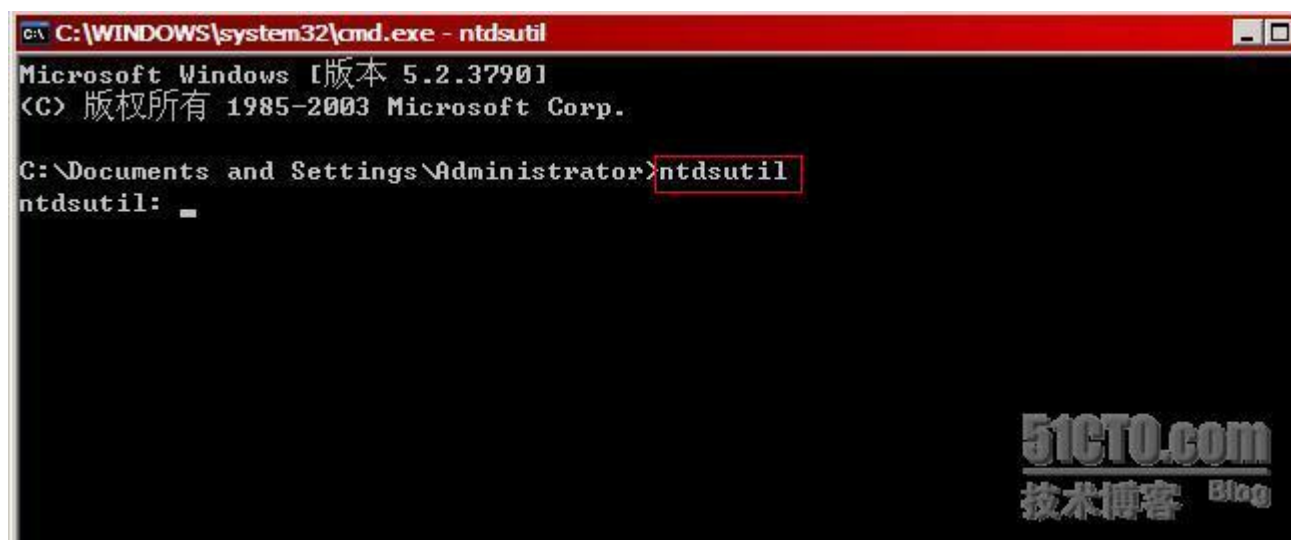 C:\WINDOWS\system32\cmd.exe - ntdsutil
Microsoft Windows [版本 5.2.3790]
(C) 版权所有 1985-2003 Microsoft Corp.
C:\Documents and Settings\Administrator>ntdsutil
ntdsutil: _
51CTO.com
技术博客 Blog